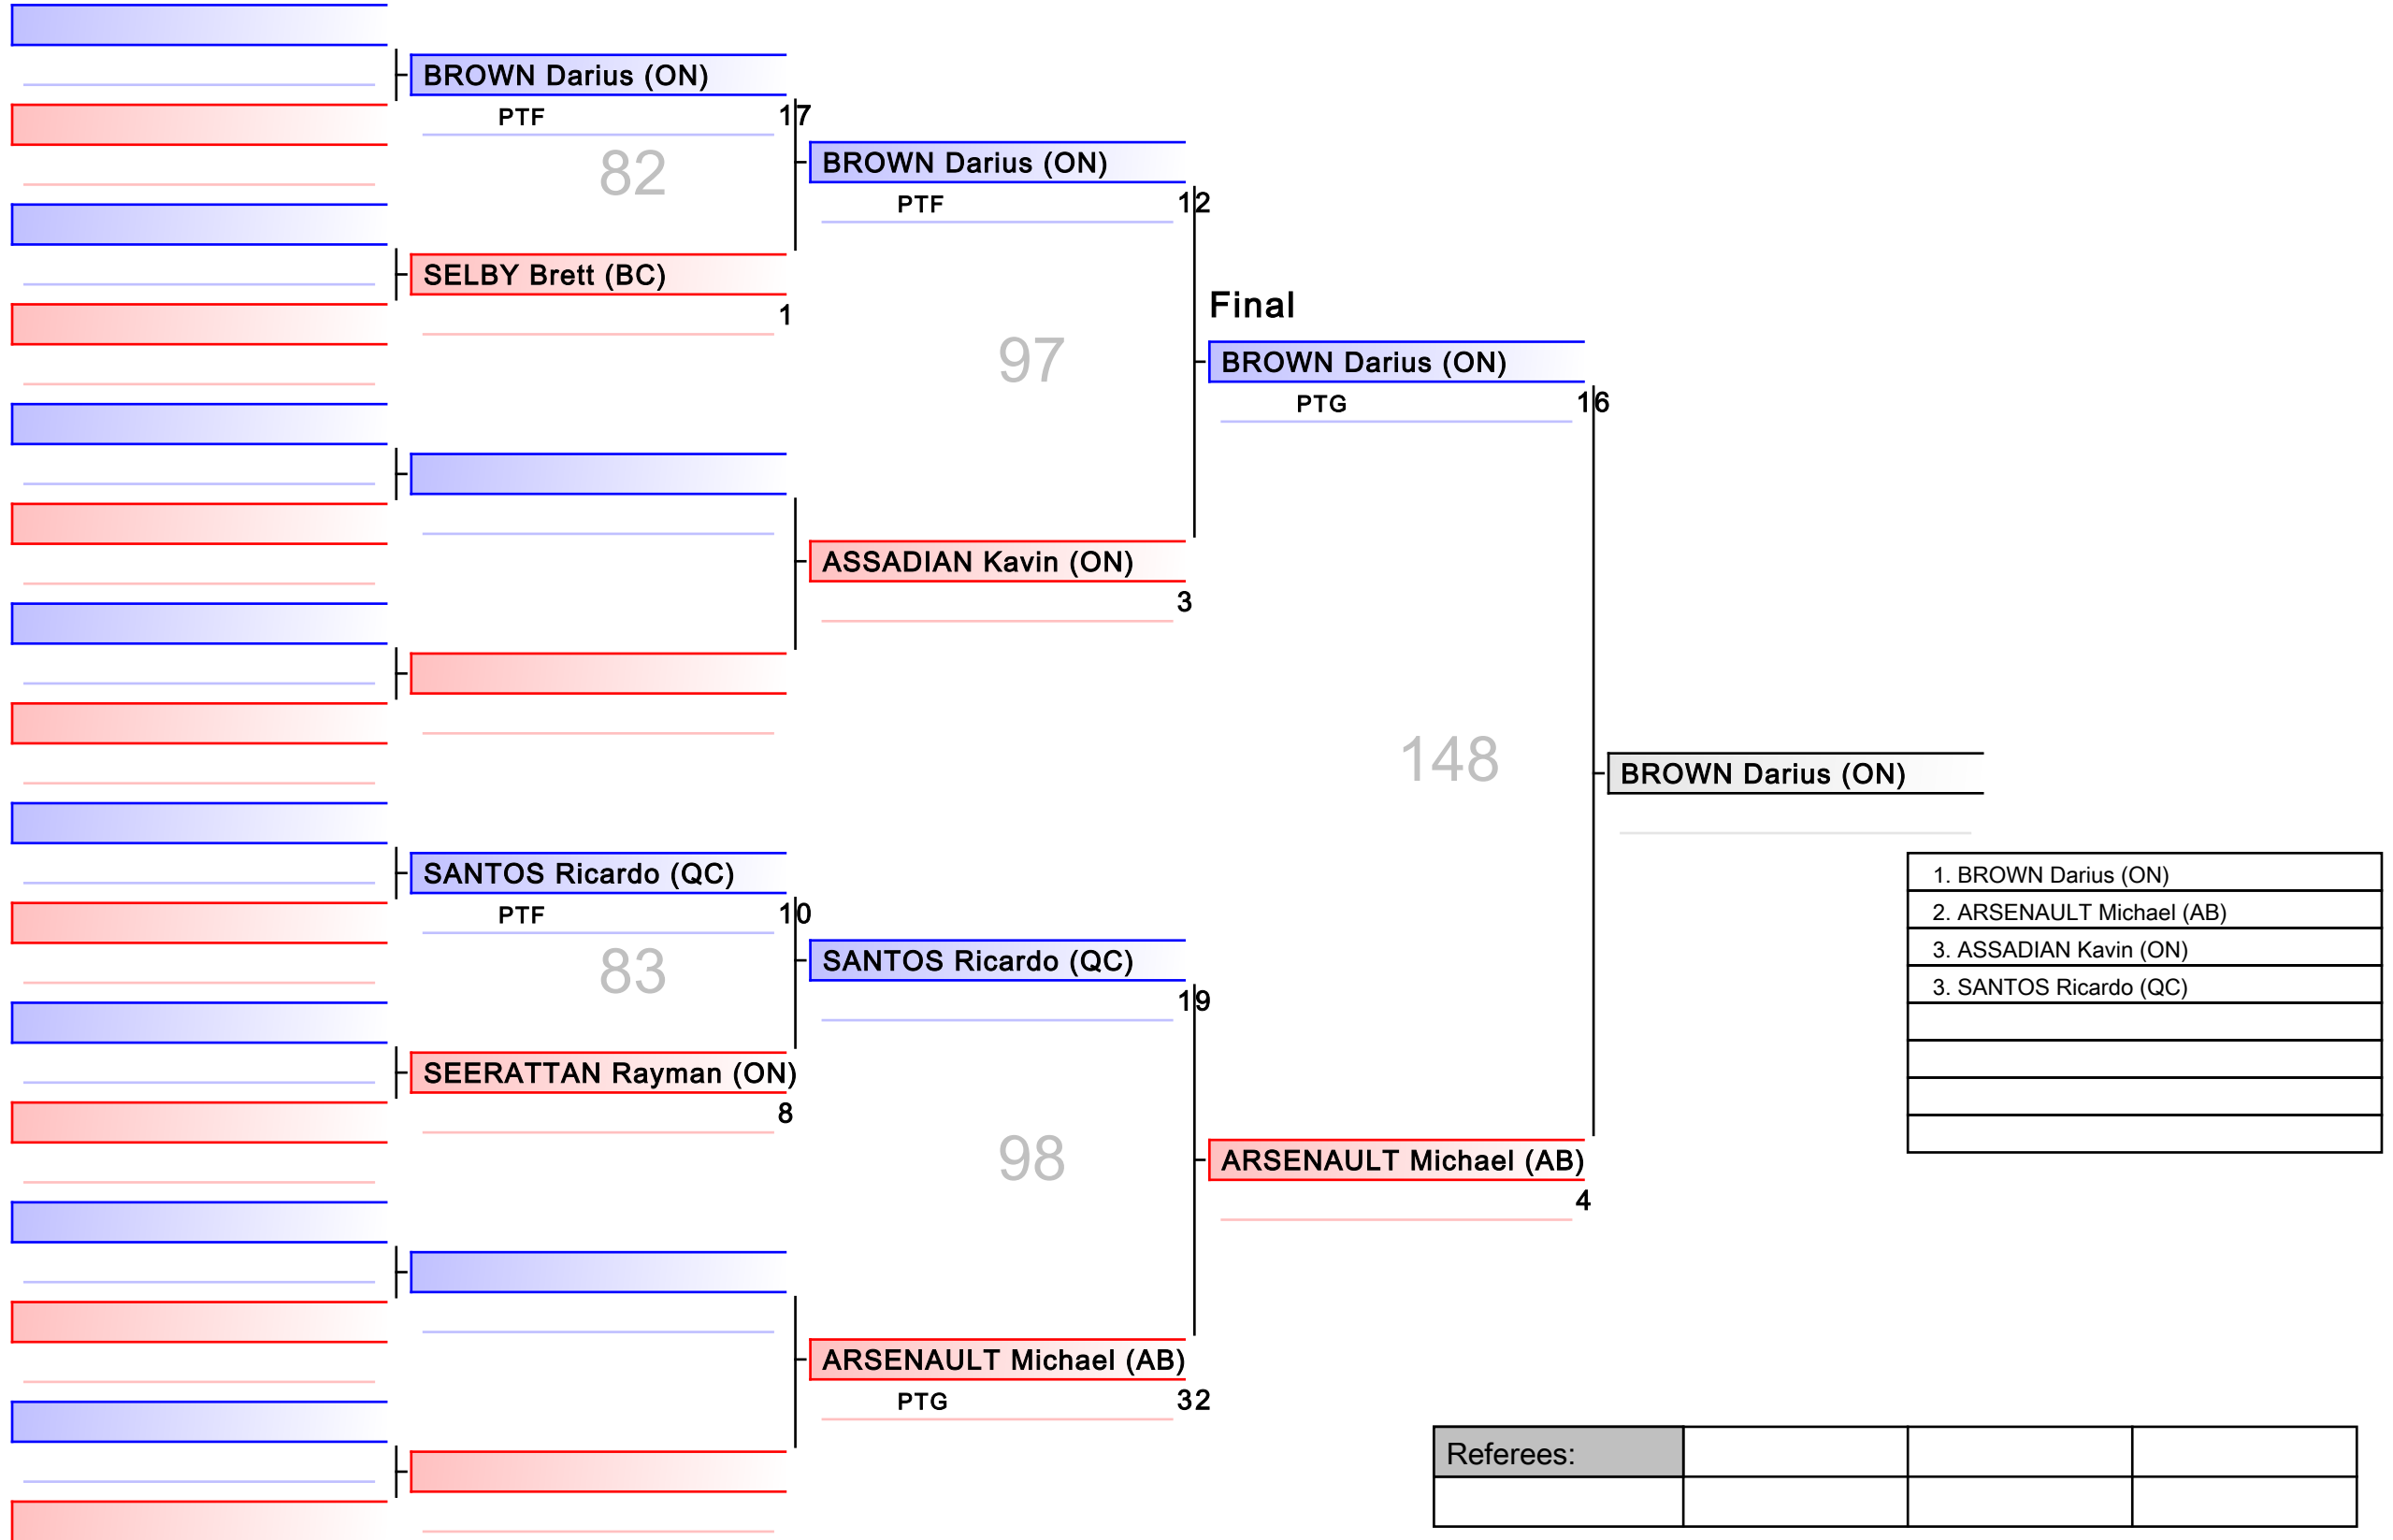 BROWN Darius (ON)
PTF 17
82
SELBY Brett (BC)
1
BROWN Darius (ON)
PTF 12
97
ASSADIAN Kavin (ON)
3
SANTOS Ricardo (QC)
PTF 10
83
SEERATTAN Rayman (ON)
8
SANTOS Ricardo (QC)
19
98
ARSENAULT Michael (AB)
PTG 32
Final
BROWN Darius (ON)
PTG 16
148
ARSENAULT Michael (AB)
4
BROWN Darius (ON)
1. BROWN Darius (ON)
2. ARSENAULT Michael (AB)
3. ASSADIAN Kavin (ON)
3. SANTOS Ricardo (QC)
Referees: